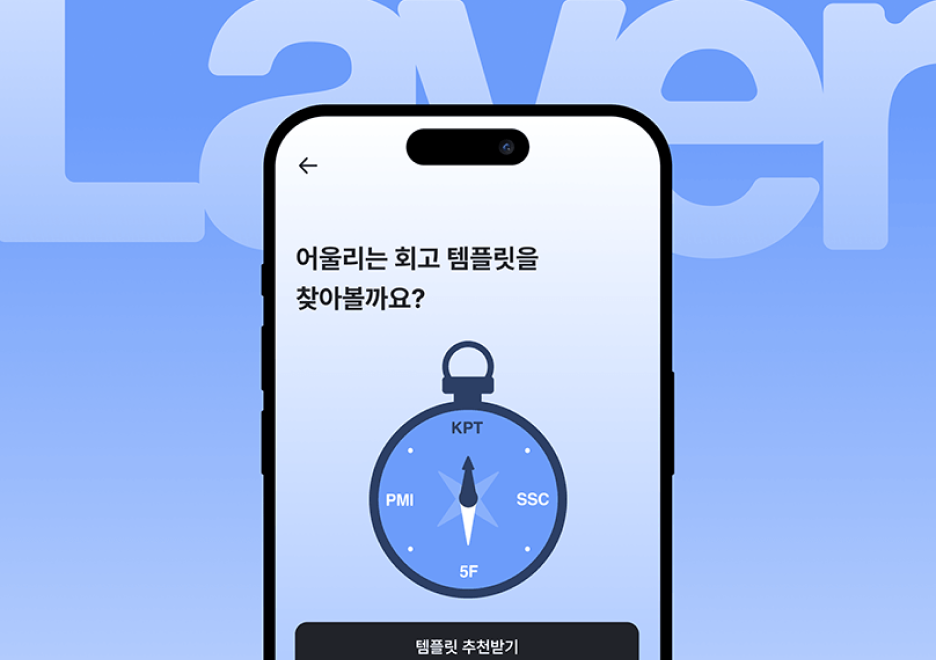 Layer
어울리는 회고 템플릿을
찾아볼까요?
KPT
PMI
SSC
5F
템플릿 추천받기